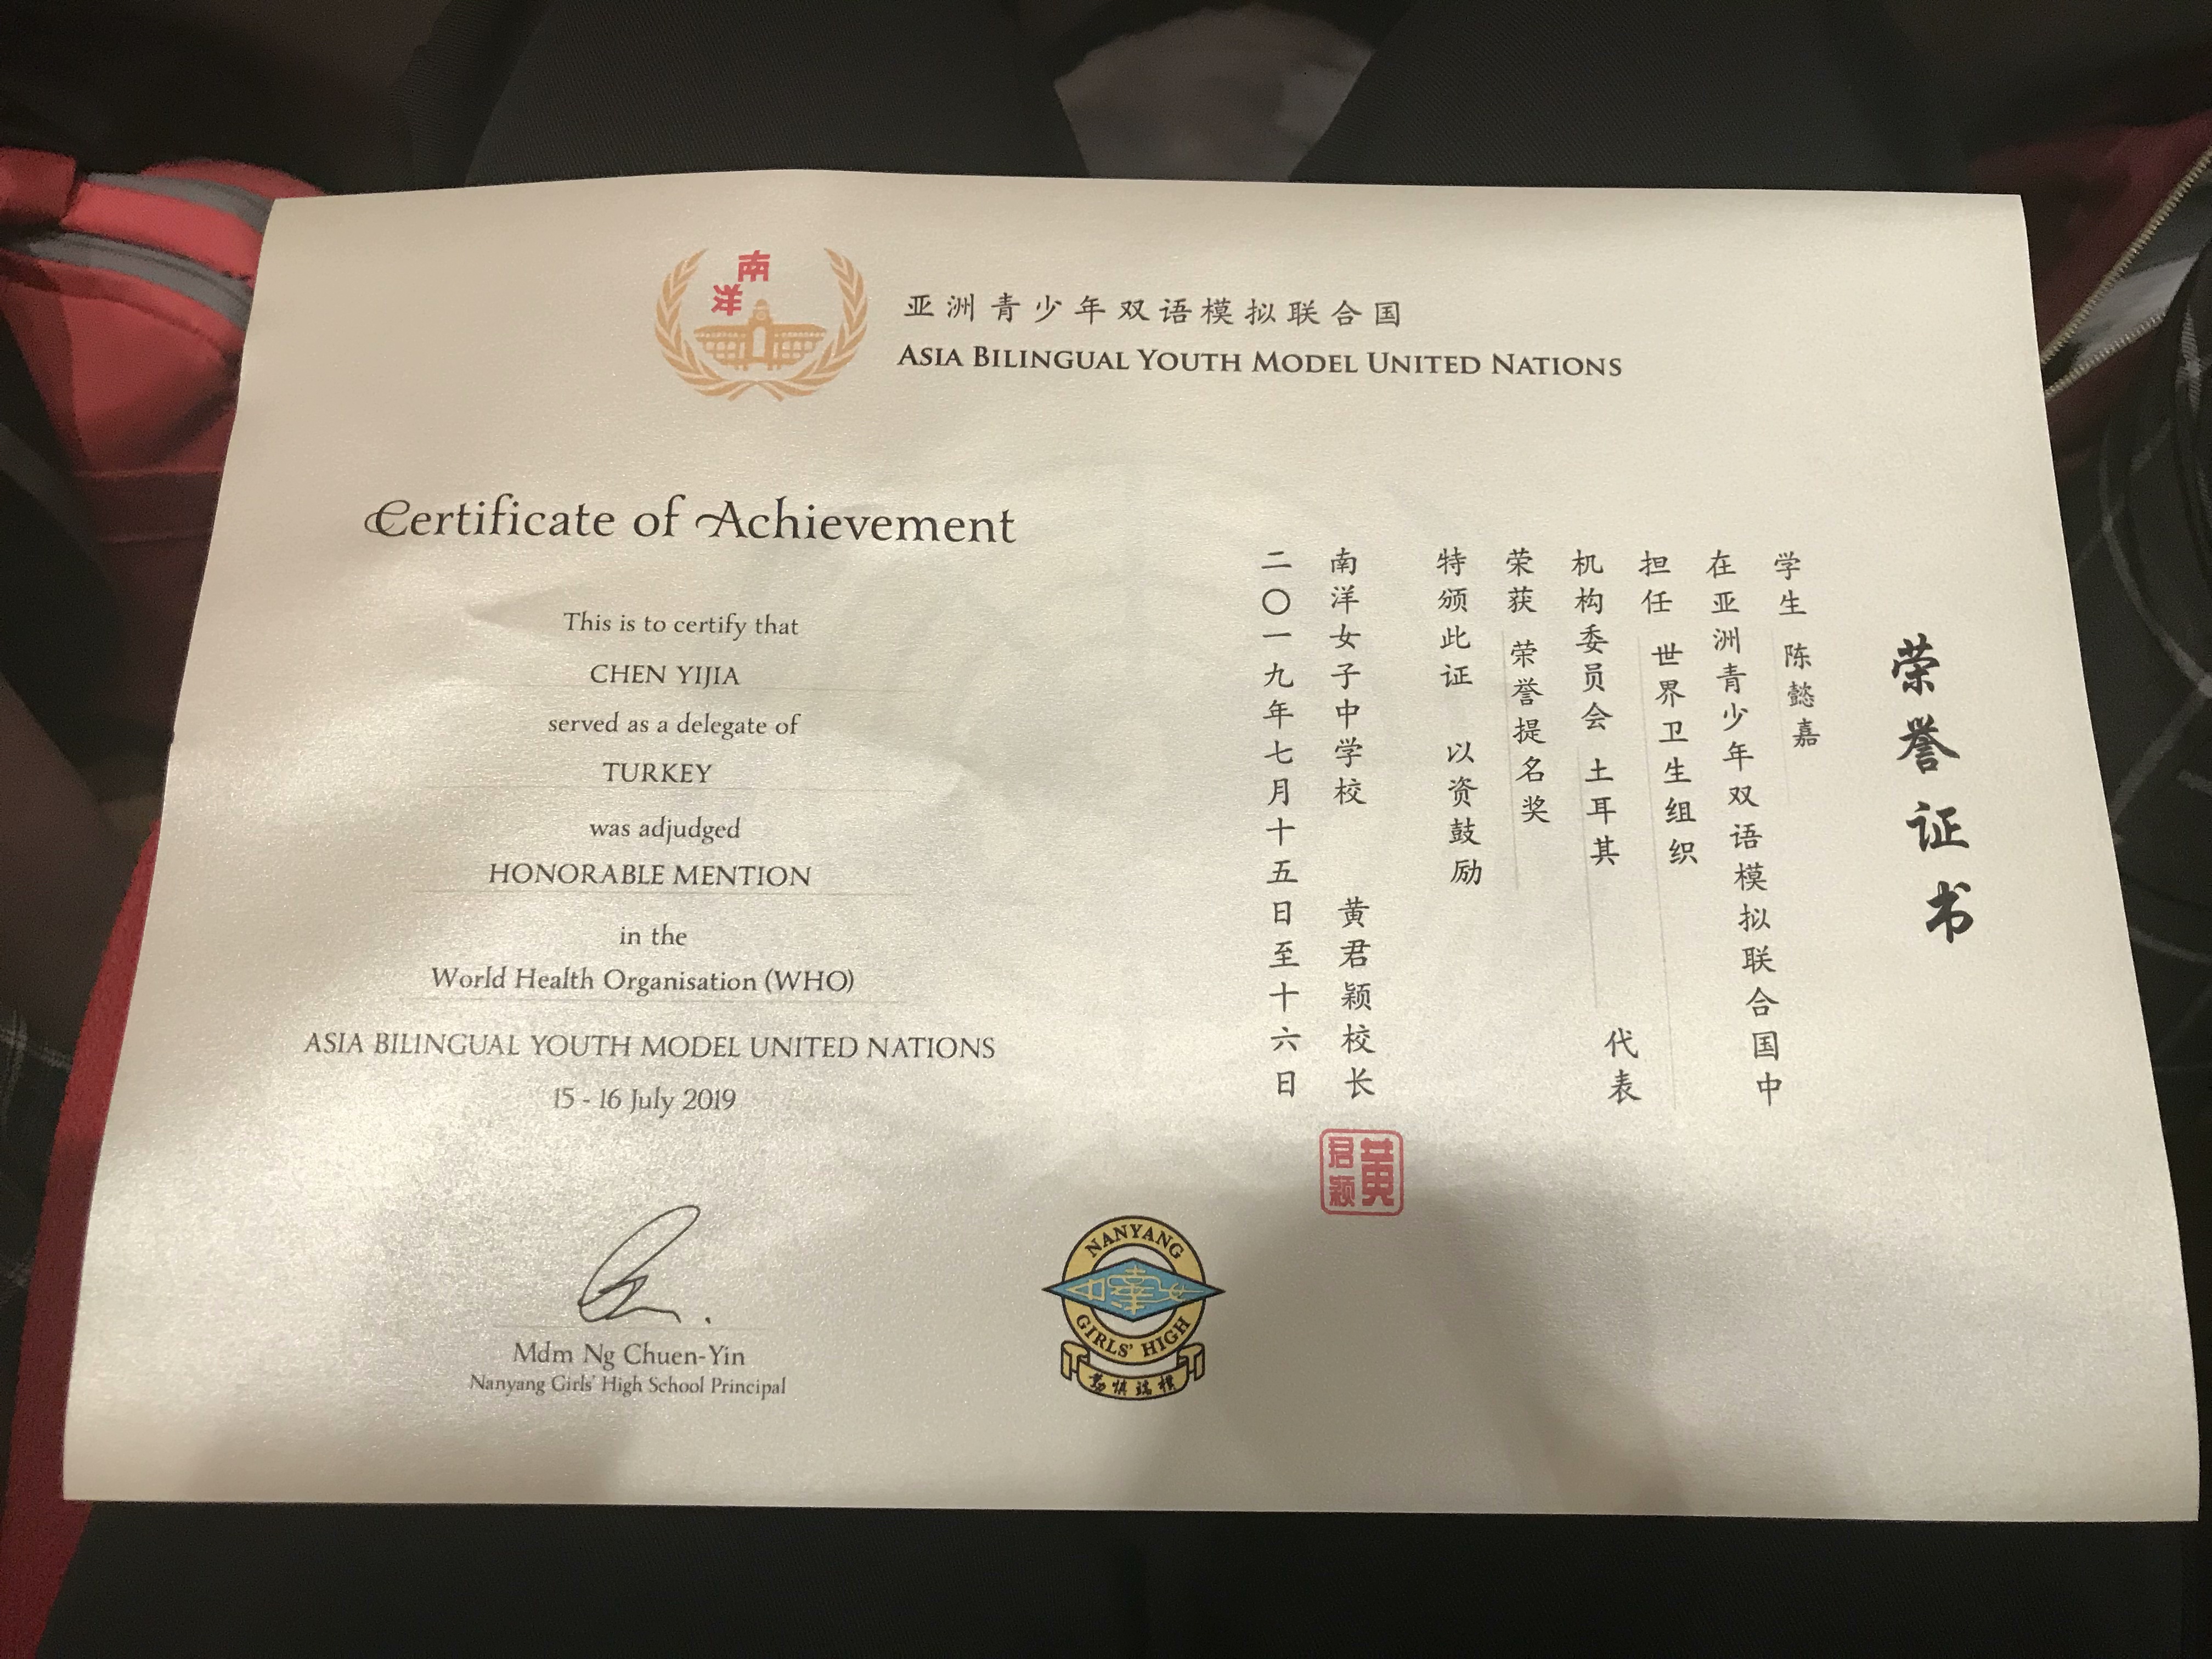 南洋
亚洲青少年双语模拟联合国
ASIA BILINGUAL YOUTH MODEL UNITED NATIONS
Certificate of Achievement
This is to certify that
CHEN YIJIA
served as a delegate of
TURKEY
was adjudged
HONORABLE MENTION
in the
World Health Organisation (WHO)
ASIA BILINGUAL YOUTH MODEL UNITED NATIONS
15 - 16 July 2019
Mdm Ng Chuen-Yin
Nanyang Girls' High School Principal
荣誉证书
学生 陈懿嘉
在亚洲青少年双语模拟联合国中
担任 世界卫生组织
机构委员会 土耳其 代表
荣获 荣誉提名奖
特颁此证 以资鼓励
南洋女子中学校 黄君颖校长
二〇一九年七月十五日至十六日
黄君颖
NANYANG
GIRLS' HIGH